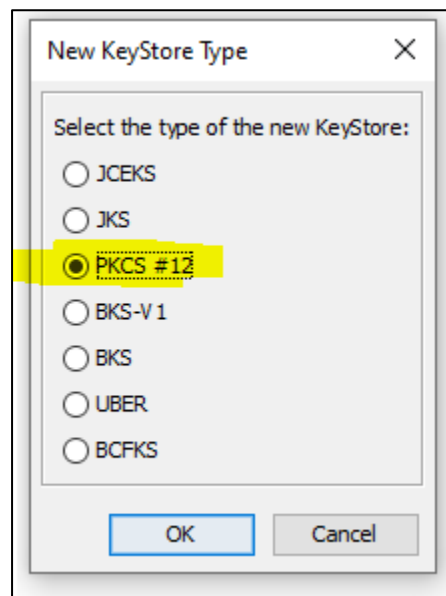 New KeyStore Type
Select the type of the new KeyStore:
JCEKS
JKS
PKCS #12
BKS-V1
BKS
UBER
BCFKS
OK Cancel